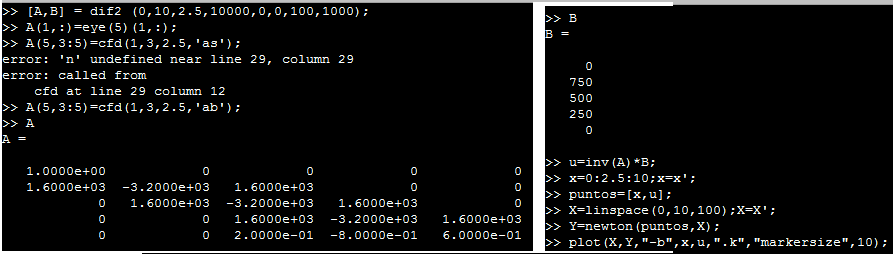 >> [A,B] = dif2 (0,10,2.5,10000,0,0,100,1000);
>> A(1,:)=eye(5)(1,:);
>> A(5,3:5)=cfd(1,3,2.5,'as');
error: 'n' undefined near line 29, column 29
error: called from
    cfd at line 29 column 12
>> A(5,3:5)=cfd(1,3,2.5,'ab');
>> A
A =
1.0000e+00 0 0 0 0
1.6000e+03 -3.2000e+03 1.6000e+03 0 0
0 1.6000e+03 -3.2000e+03 1.6000e+03 0
0 0 1.6000e+03 -3.2000e+03 1.6000e+03
0 0 2.0000e-01 -8.0000e-01 6.0000e-01
>> B
B =
0
750
500
250
0
>> u=inv(A)*B;
>> x=0:2.5:10;x=x';
>> puntos=[x,u];
>> X=linspace(0,10,100);X=X';
>> Y=newton(puntos,X);
>> plot(X,Y,"-b",x,u,".k","markersize",10);